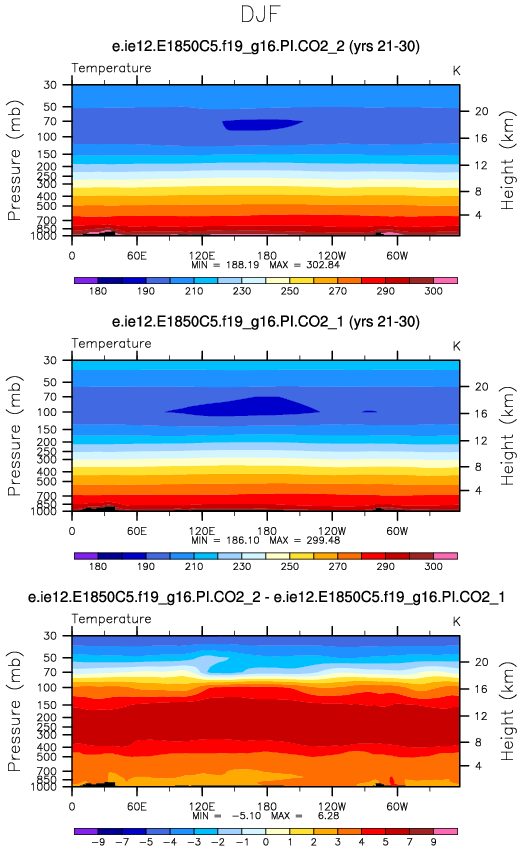 DJF
e.ie12.E1850C5.f19_g16.PI.CO2_2 (yrs 21-30)
Temperature K
30
50
70
100
150
200
250
300
400
500
700
850
1000
Pressure (mb)
20
16
12
8
4
Height (km)
0 60E 120E 180 120W 60W
MIN = 188.19 MAX = 302.84
180 190 210 220 230 250 270 280 290 300
e.ie12.E1850C5.f19_g16.PI.CO2_1 (yrs 21-30)
Temperature K
30
50
70
100
150
200
250
300
400
500
700
850
1000
Pressure (mb)
20
16
12
8
4
Height (km)
0 60E 120E 180 120W 60W
MIN = 186.10 MAX = 299.48
180 190 210 220 230 250 270 280 290 300
e.ie12.E1850C5.f19_g16.PI.CO2_2 - e.ie12.E1850C5.f19_g16.PI.CO2_1
Temperature K
30
50
70
100
150
200
250
300
400
500
700
850
1000
Pressure (mb)
20
16
12
8
4
Height (km)
0 60E 120E 180 120W 60W
MIN = -5.10 MAX = 6.28
-9 -7 -5 -4 -3 -2 -1 0 1 2 3 4 5 7 9